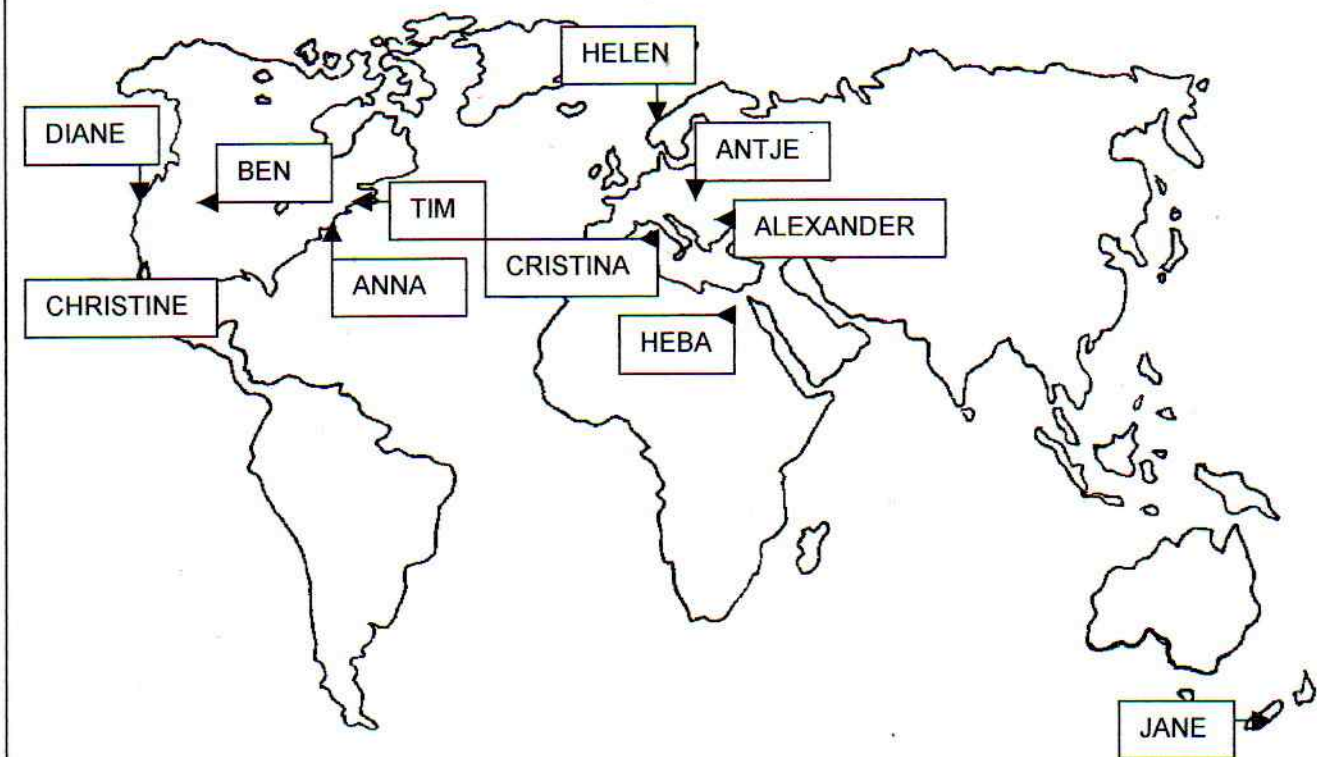 HELEN
DIANE
BEN
ANTJE
TIM
ALEXANDER
CRISTINA
ANNA
CHRISTINE
HEBA
JANE